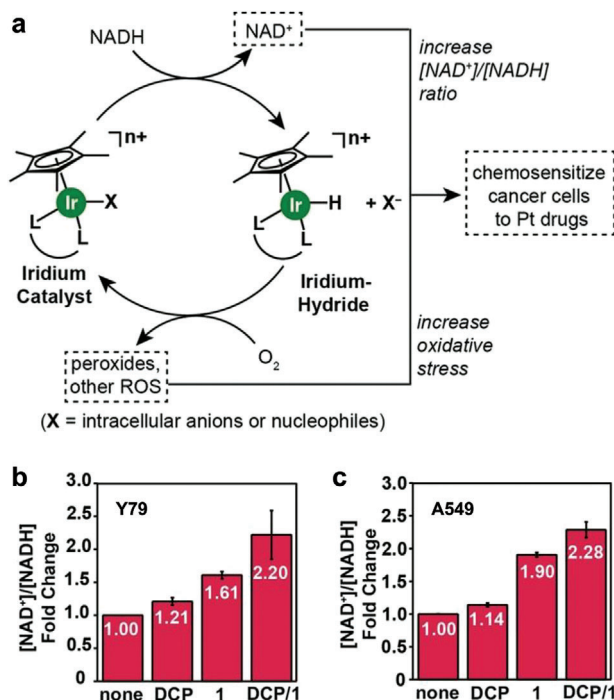 a
NADH
NAD⁺
increase
[NAD⁺]/[NADH]
ratio
⌉n+
Ir
X
L
L
Iridium
Catalyst
⌉n+
Ir
H
+ X⁻
L
L
Iridium-
Hydride
chemosensitize
cancer cells
to Pt drugs
increase
oxidative
stress
O₂
peroxides,
other ROS
(X = intracellular anions or nucleophiles)
b
Y79
[NAD⁺]/[NADH]
Fold Change
3.0
2.5
2.0
1.5
1.0
0.5
0
1.00
1.21
1.61
2.20
none DCP 1 DCP/1
c
A549
[NAD⁺]/[NADH]
Fold Change
3.0
2.5
2.0
1.5
1.0
0.5
0
1.00
1.14
1.90
2.28
none DCP 1 DCP/1